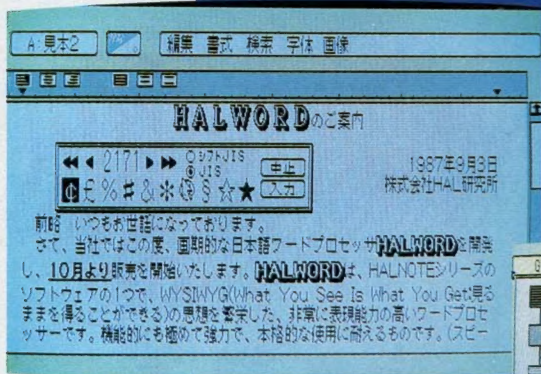 A:見本2 編集 書式 検索 字体 画像
HALWORDのご案内
2171 シフトJIS JIS 中止
¢ £ % # & * @ § ☆ ★ 入力
1987年9月3日
株式会社HAL研究所
前略 いつもお世話になっております。
さて、当社ではこの度、画期的な日本語ワードプロセッサHALWORDを開発
し、10月より販売を開始いたします。HALWORDは、HALNOTEシリーズの
ソフトウェアの1つで、WYSIWYG(What You See Is What You Get:見る
ままを得ることができる)の思想を繁栄した、非常に表現能力の高いワードプロセ
ッサーです。機能的にも極めて強力で、本格的な使用に耐えるものです。(スピー